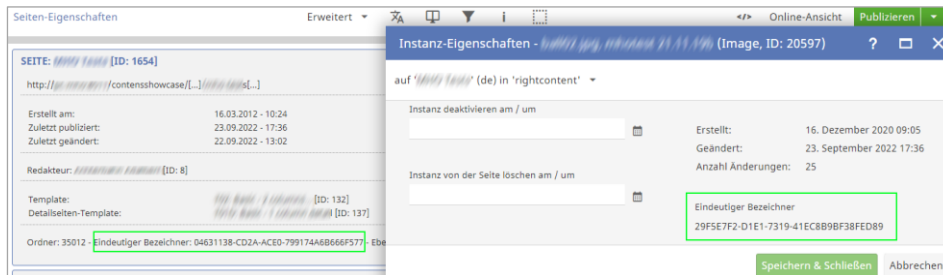 Seiten-Eigenschaften
Erweitert
i
</> Online-Ansicht Publizieren
SEITE: [ID: 1654]
http:// /contensshowcase/[...]/ s[...]
Erstellt am: 16.03.2012 - 10:24
Zuletzt publiziert: 23.09.2022 - 17:36
Zuletzt geändert: 22.09.2022 - 13:02
Redakteur: [ID: 8]
Template: [ID: 132]
Detailseiten-Template: [ID: 137]
Ordner: 35012 - Eindeutiger Bezeichner: 04631138-CD2A-ACE0-799174A6B666F577 - Ebe
Instanz-Eigenschaften - (Image, ID: 20597) ?
auf ' ' (de) in 'rightcontent'
Instanz deaktivieren am / um
Instanz von der Seite löschen am / um
Erstellt: 16. Dezember 2020 09:05
Geändert: 23. September 2022 17:36
Anzahl Änderungen: 25
Eindeutiger Bezeichner
29F5E7F2-D1E1-7319-41EC8B9BF38FED89
Speichern & Schließen Abbrechen